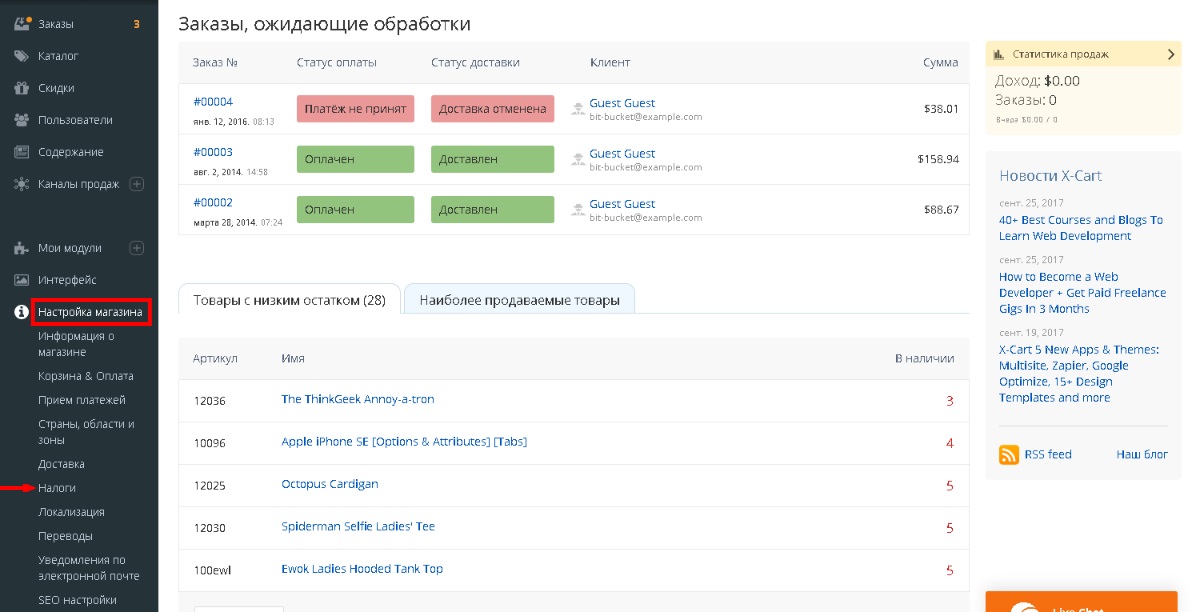 Заказы 3
Каталог
Скидки
Пользователи
Содержание
Каналы продаж
Мои модули
Интерфейс
Настройка магазина
Информация о
магазине
Корзина & Оплата
Прием платежей
Страны, области и
зоны
Доставка
Налоги
Локализация
Переводы
Уведомления по
электронной почте
SEO настройки
Заказы, ожидающие обработки
Заказ № Статус оплаты Статус доставки Клиент Сумма
#00004 Платёж не принят Доставка отменена Guest Guest $38.01
янв. 12, 2016. 08:13 bit-bucket@example.com
#00003 Оплачен Доставлен Guest Guest $158.94
авг. 2, 2014. 14:58 bit-bucket@example.com
#00002 Оплачен Доставлен Guest Guest $88.67
марта 28, 2014. 07:24 bit-bucket@example.com
Товары с низким остатком (28) Наиболее продаваемые товары
Артикул Имя В наличии
12036 The ThinkGeek Annoy-a-tron 3
10096 Apple iPhone SE [Options & Attributes] [Tabs] 4
12025 Octopus Cardigan 5
12030 Spiderman Selfie Ladies' Tee 5
100ewl Ewok Ladies Hooded Tank Top 5
Статистика продаж
Доход: $0.00
Заказы: 0
Вчера $0.00 / 0
Новости X-Cart
сент. 25, 2017
40+ Best Courses and Blogs To
Learn Web Development
сент. 25, 2017
How to Become a Web
Developer + Get Paid Freelance
Gigs In 3 Months
сент. 19, 2017
X-Cart 5 New Apps & Themes:
Multisite, Zapier, Google
Optimize, 15+ Design
Templates and more
RSS feed Наш блог
Live Chat